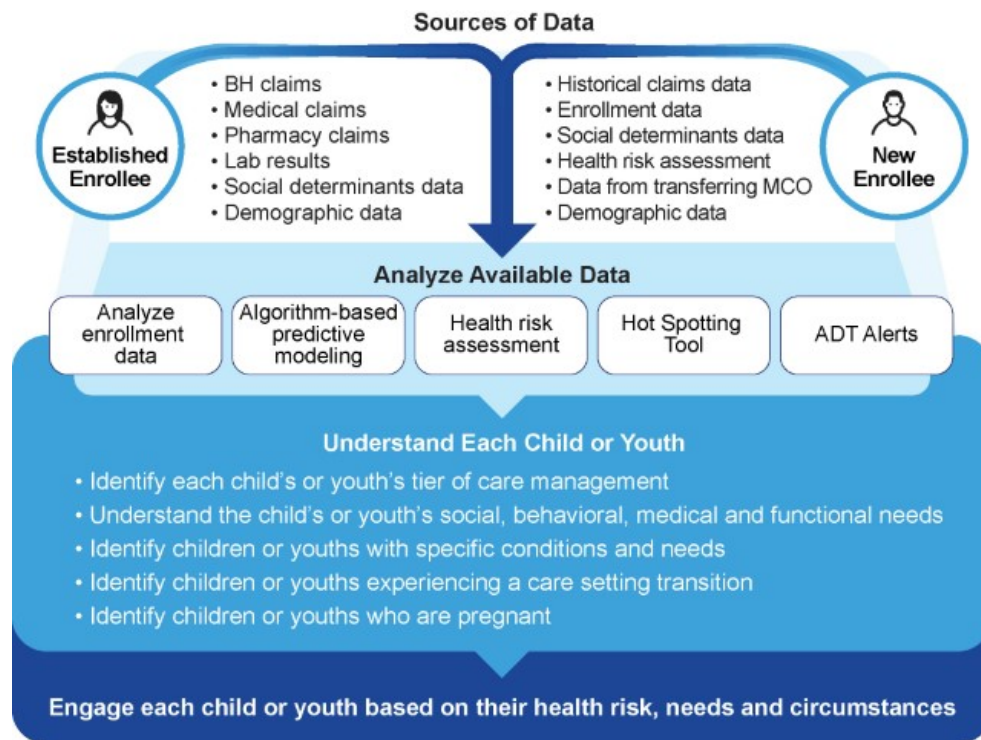 Sources of Data
Established
Enrollee
• BH claims
• Medical claims
• Pharmacy claims
• Lab results
• Social determinants data
• Demographic data
• Historical claims data
• Enrollment data
• Social determinants data
• Health risk assessment
• Data from transferring MCO
• Demographic data
New
Enrollee
Analyze Available Data
Analyze
enrollment
data
Algorithm-based
predictive
modeling
Health risk
assessment
Hot Spotting
Tool
ADT Alerts
Understand Each Child or Youth
• Identify each child’s or youth’s tier of care management
• Understand the child’s or youth’s social, behavioral, medical and functional needs
• Identify children or youths with specific conditions and needs
• Identify children or youths experiencing a care setting transition
• Identify children or youths who are pregnant
Engage each child or youth based on their health risk, needs and circumstances